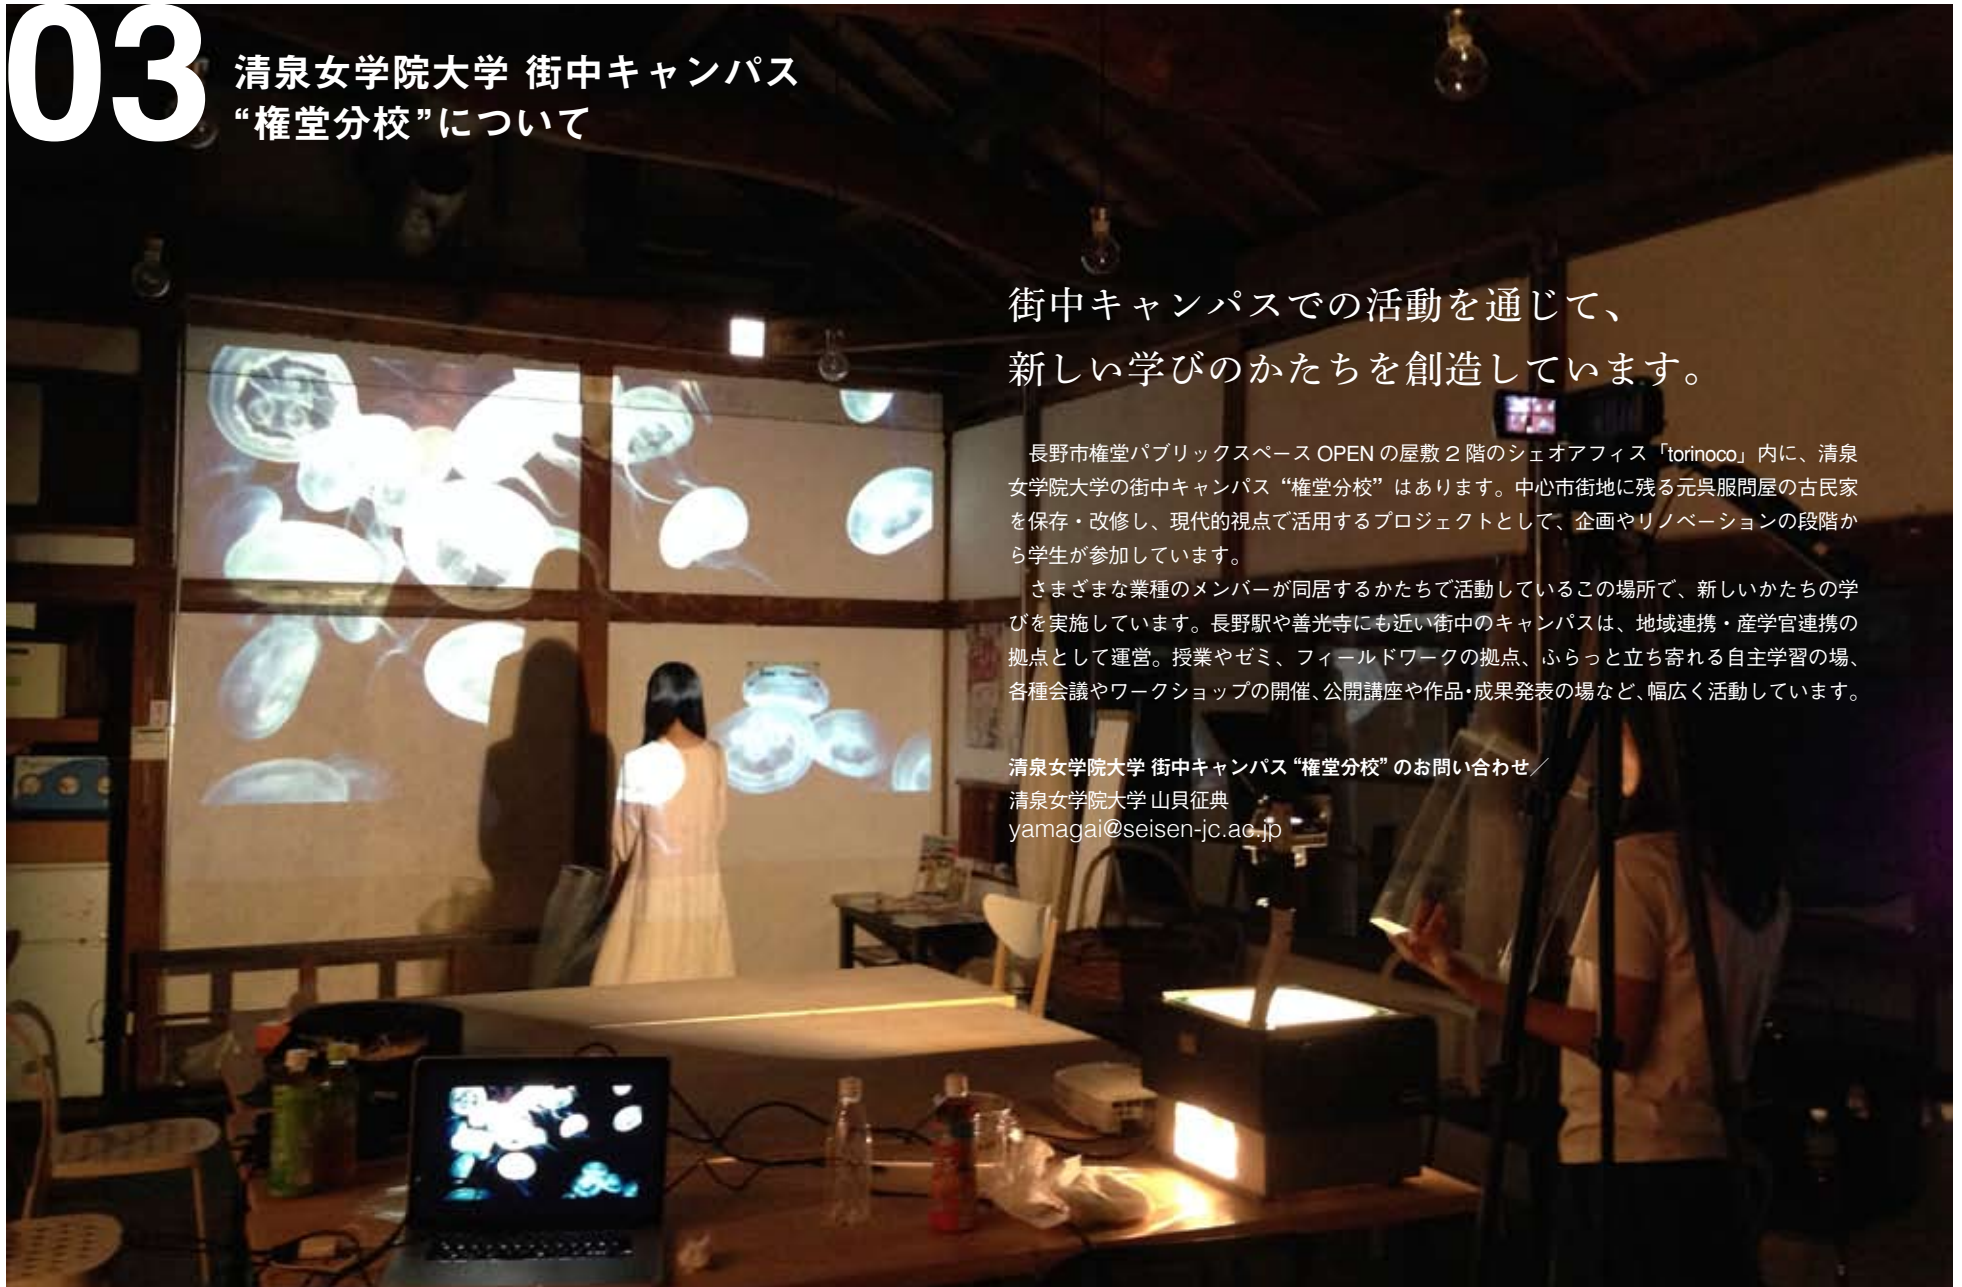 03
清泉女学院大学 街中キャンパス
“権堂分校”について
街中キャンパスでの活動を通じて、
新しい学びのかたちを創造しています。
長野市権堂パブリックスペース OPEN の屋敷 2 階のシェオアフィス「torinoco」内に、清泉
女学院大学の街中キャンパス “権堂分校” はあります。中心市街地に残る元呉服問屋の古民家
を保存・改修し、現代的視点で活用するプロジェクトとして、企画やリノベーションの段階か
ら学生が参加しています。
さまざまな業種のメンバーが同居するかたちで活動しているこの場所で、新しいかたちの学
びを実施しています。長野駅や善光寺にも近い街中のキャンパスは、地域連携・産学官連携の
拠点として運営。授業やゼミ、フィールドワークの拠点、ふらっと立ち寄れる自主学習の場、
各種会議やワークショップの開催、公開講座や作品・成果発表の場など、幅広く活動しています。
清泉女学院大学 街中キャンパス “権堂分校” のお問い合わせ／
清泉女学院大学 山貝征典
yamagai@seisen-jc.ac.jp